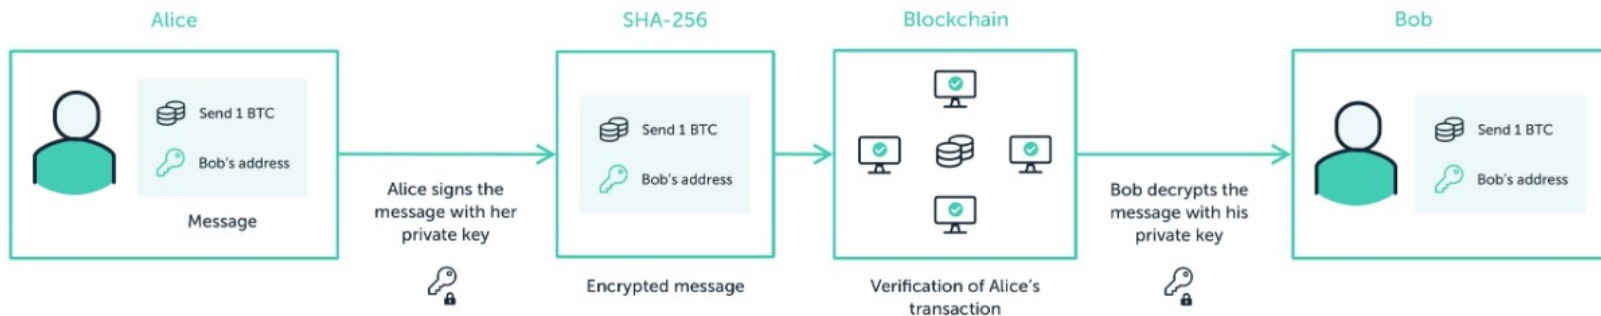 Alice
Send 1 BTC
Bob's address
Message
Alice signs the
message with her
private key
SHA-256
Send 1 BTC
Bob's address
Encrypted message
Blockchain
Verification of Alice's
transaction
Bob decrypts the
message with his
private key
Bob
Send 1 BTC
Bob's address